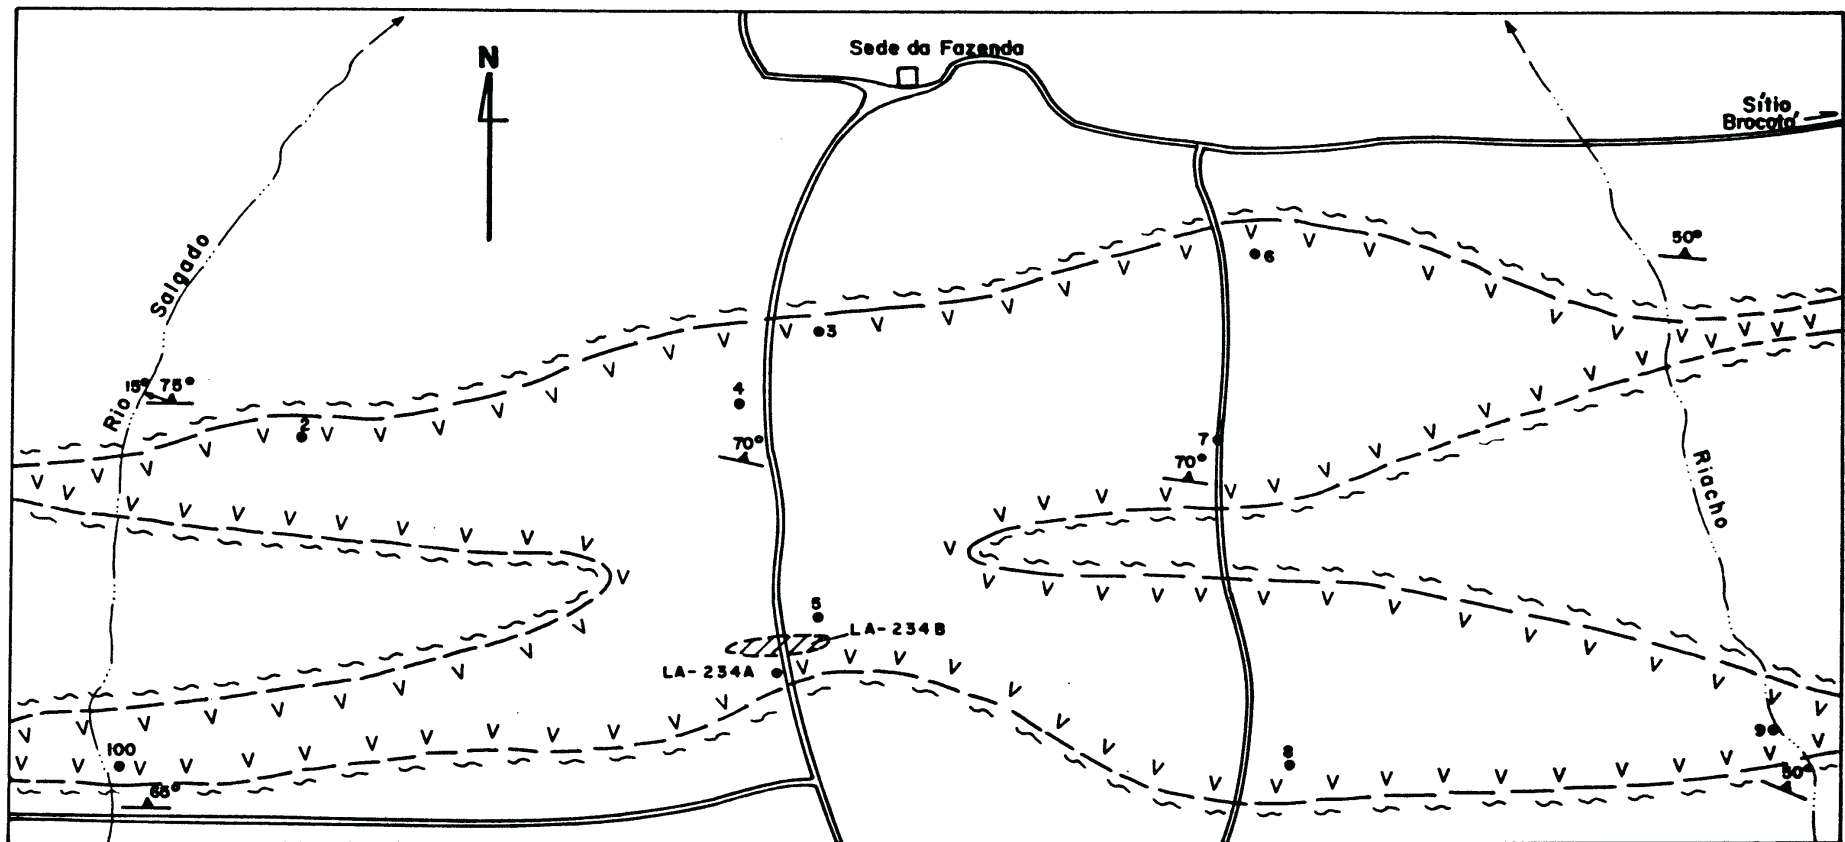 N
Sede da Fazenda
Sítio
Brocotó
Rio Salgado
50°
6
3
15° 75°
4
2
70°
7
70°
Riacho
5
LA-234B
LA-234A
9
100
8
65°
50°